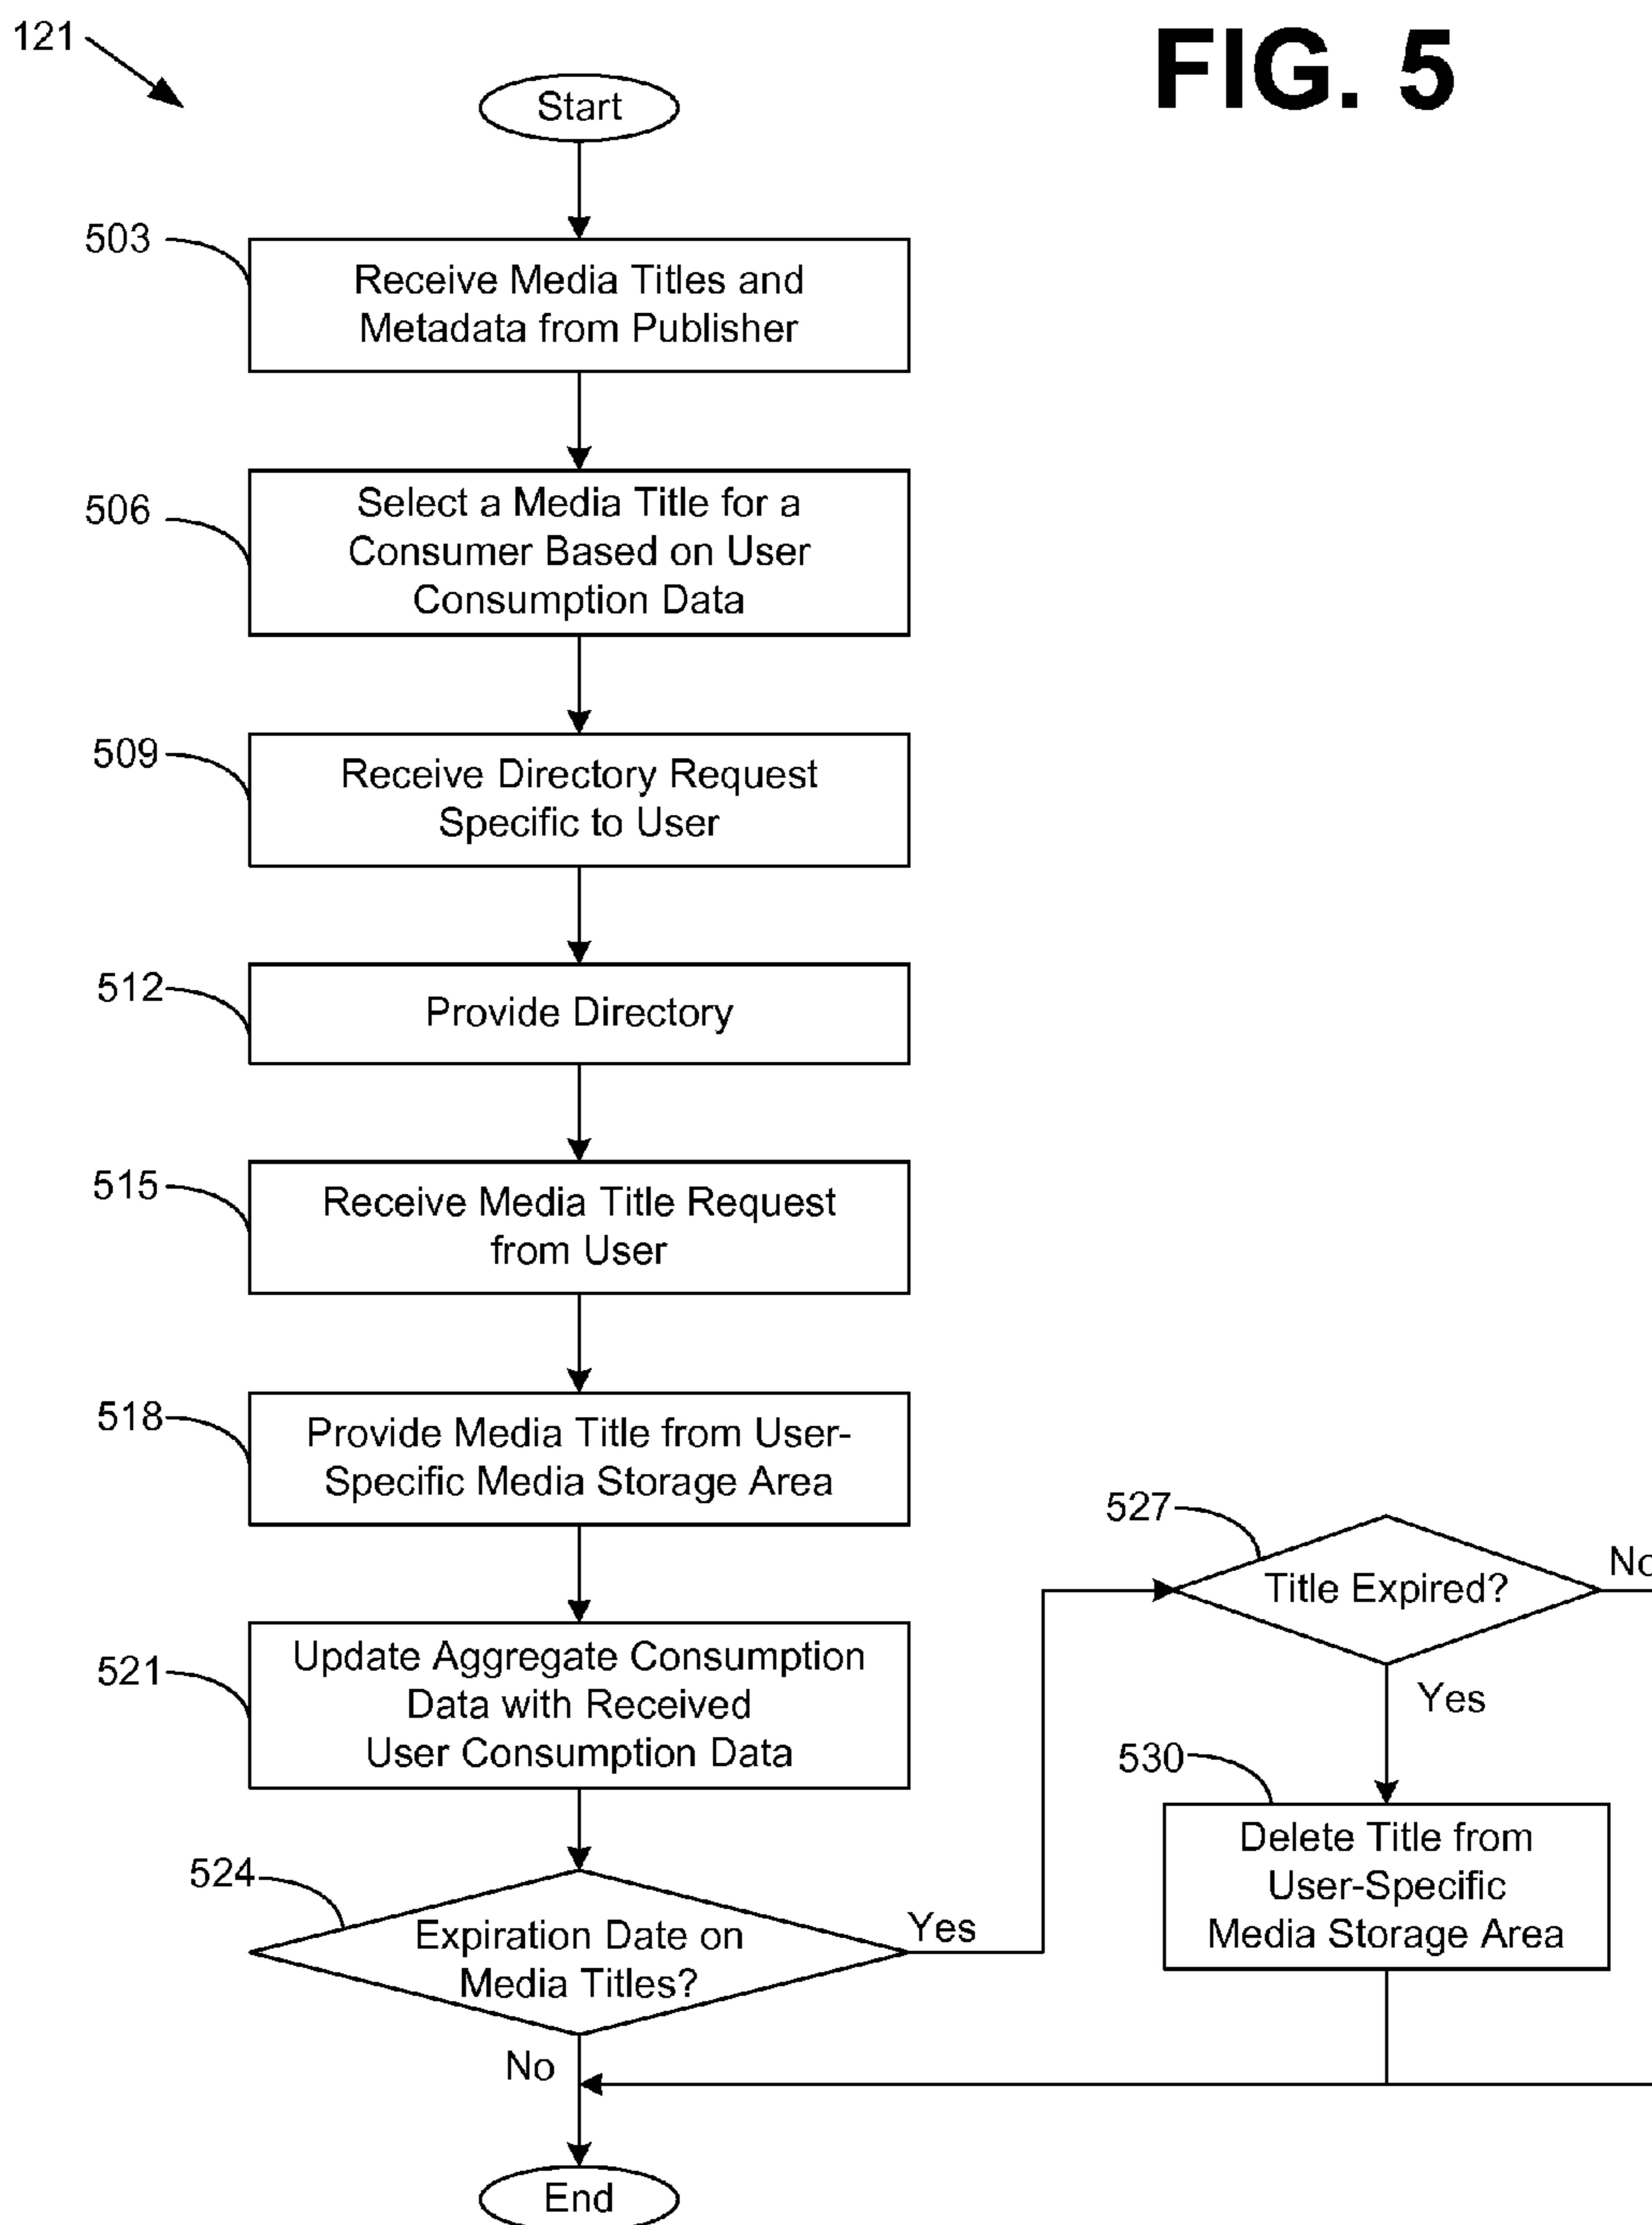 121
FIG. 5
Start
503
Receive Media Titles and
Metadata from Publisher
506
Select a Media Title for a
Consumer Based on User
Consumption Data
509
Receive Directory Request
Specific to User
512
Provide Directory
515
Receive Media Title Request
from User
518
Provide Media Title from User-
Specific Media Storage Area
521
Update Aggregate Consumption
Data with Received
User Consumption Data
524
Expiration Date on
Media Titles?
Yes
No
527
Title Expired?
No
Yes
530
Delete Title from
User-Specific
Media Storage Area
End